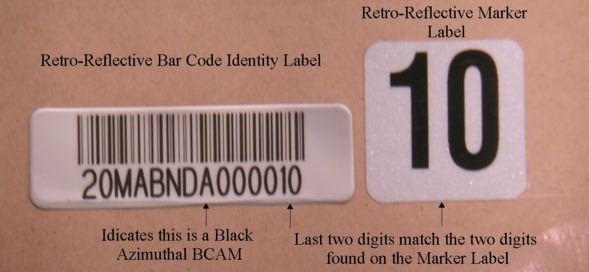 Retro-Reflective Marker
Label
Retro-Reflective Bar Code Identity Label
10
20MABNDA000010
Idicates this is a Black
Azimuthal BCAM
Last two digits match the two digits
found on the Marker Label